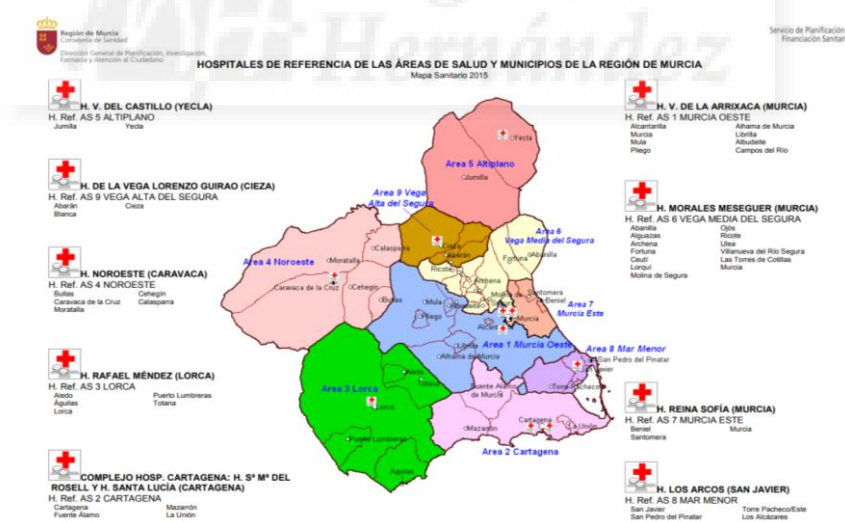 Región de Murcia
Consejería de Sanidad
Dirección General de Planificación, Investigación,
Farmacia y Atención al Ciudadano
Hernández
Servicio de Planificación
Financiación Sanitari
HOSPITALES DE REFERENCIA DE LAS ÁREAS DE SALUD Y MUNICIPIOS DE LA REGIÓN DE MURCIA
Mapa Sanitario 2015
H. V. DEL CASTILLO (YECLA)
H. Ref. AS 5 ALTIPLANO
Jumilla Yecla
H. DE LA VEGA LORENZO GUIRAO (CIEZA)
H. Ref. AS 9 VEGA ALTA DEL SEGURA
Abarán Cieza
Blanca
H. NOROESTE (CARAVACA)
H. Ref. AS 4 NOROESTE
Bullas Cehegín
Caravaca de la Cruz Calasparra
Moratalla
H. RAFAEL MÉNDEZ (LORCA)
H. Ref. AS 3 LORCA
Aledo Puerto Lumbreras
Águilas Totana
Lorca
COMPLEJO HOSP. CARTAGENA: H. Sª Mª DEL
ROSELL Y H. SANTA LUCÍA (CARTAGENA)
H. Ref. AS 2 CARTAGENA
Cartagena Mazarrón
Fuente Álamo La Unión
Yecla
Area 5 Altiplano
Jumilla
Area 9 Vega
Alta del Segura
Area 6
Vega Media del Segura
Cieza
Abarán
Calasparra
Area 4 Noroeste
Moratalla
Ricote
Fortuna
Abanilla
Archena
Caravaca de la Cruz
Cehegín
Bullas
Mula
Albudeite
Molina de
Segura
Santomera
Beniel
Area 7
Murcia Este
Pliego
Murcia
Area 1 Murcia Oeste
Librilla
Alhama de Murcia
Area 8 Mar Menor
San Pedro del Pinatar
San Javier
Torre Pacheco
Area 3 Lorca
Aledo
Totana
Lorca
Fuente Álamo
de Murcia
Mazarrón
Cartagena
La Unión
Area 2 Cartagena
Puerto Lumbreras
Águilas
H. V. DE LA ARRIXACA (MURCIA)
H. Ref. AS 1 MURCIA OESTE
Alcantarilla Alhama de Murcia
Murcia Librilla
Mula Albudeite
Pliego Campos del Río
H. MORALES MESEGUER (MURCIA)
H. Ref. AS 6 VEGA MEDIA DEL SEGURA
Abanilla Ojós
Alguazas Ricote
Archena Ulea
Fortuna Villanueva del Río Segura
Ceutí Las Torres de Cotillas
Lorquí Murcia
Molina de Segura
H. REINA SOFÍA (MURCIA)
H. Ref. AS 7 MURCIA ESTE
Beniel Murcia
Santomera
H. LOS ARCOS (SAN JAVIER)
H. Ref. AS 8 MAR MENOR
San Javier Torre Pacheco/Este
San Pedro del Pinatar Los Alcázares